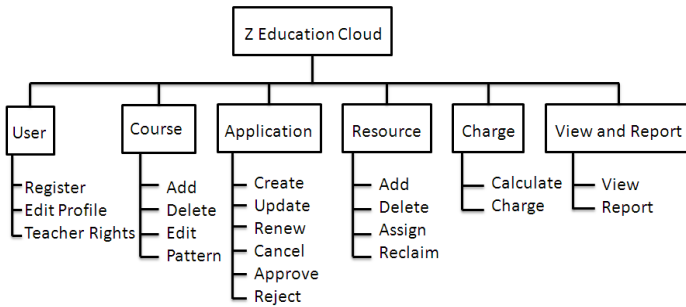 Z Education Cloud
User
Register
Edit Profile
Teacher Rights
Course
Add
Delete
Edit
Pattern
Application
Create
Update
Renew
Cancel
Approve
Reject
Resource
Add
Delete
Assign
Reclaim
Charge
Calculate
Charge
View and Report
View
Report